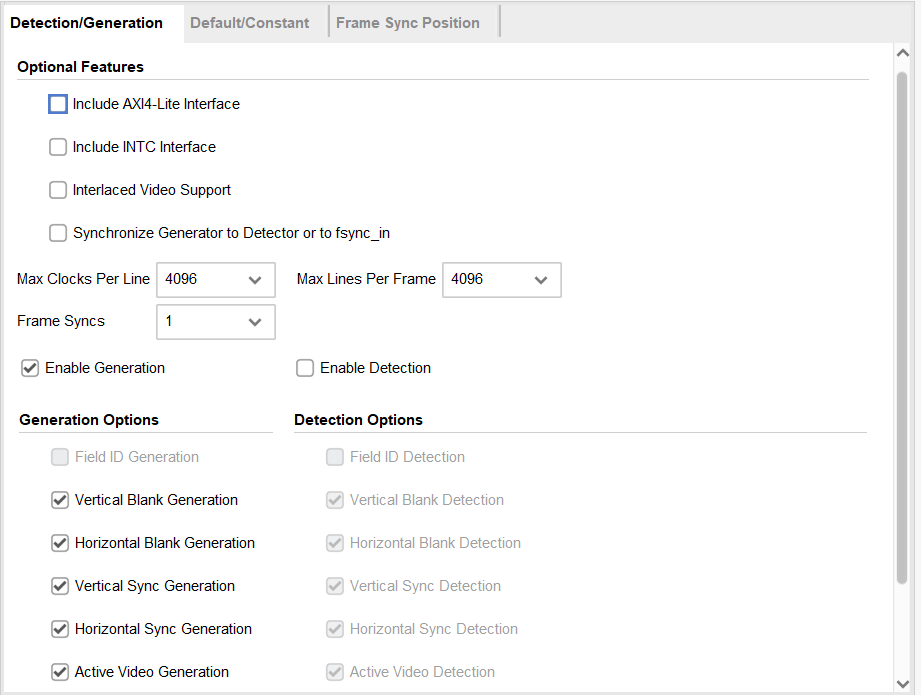 Detection/Generation Default/Constant Frame Sync Position
Optional Features
Include AXI4-Lite Interface
Include INTC Interface
Interlaced Video Support
Synchronize Generator to Detector or to fsync_in
Max Clocks Per Line 4096 Max Lines Per Frame 4096
Frame Syncs 1
Enable Generation Enable Detection
Generation Options Detection Options
Field ID Generation Field ID Detection
Vertical Blank Generation Vertical Blank Detection
Horizontal Blank Generation Horizontal Blank Detection
Vertical Sync Generation Vertical Sync Detection
Horizontal Sync Generation Horizontal Sync Detection
Active Video Generation Active Video Detection